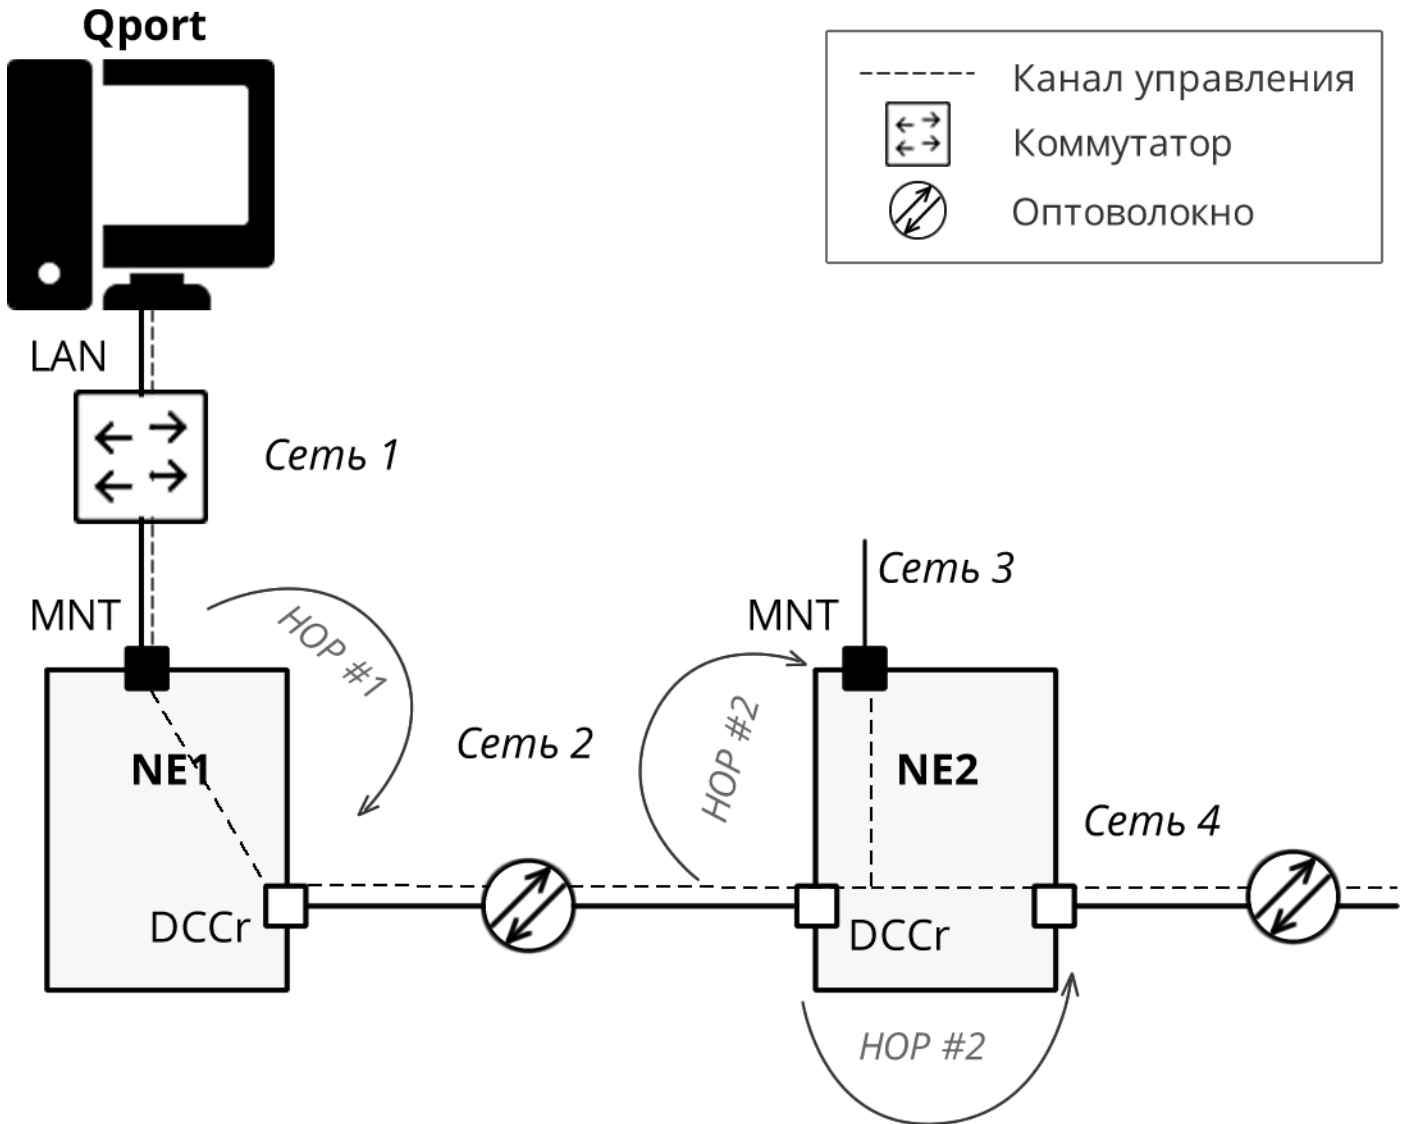 Qport
Канал управления
Коммутатор
Оптоволокно
LAN
Сеть 1
Сеть 3
MNT
HOP #1
MNT
HOP #2
Сеть 2
NE1
NE2
Сеть 4
DCCr
DCCr
HOP #2